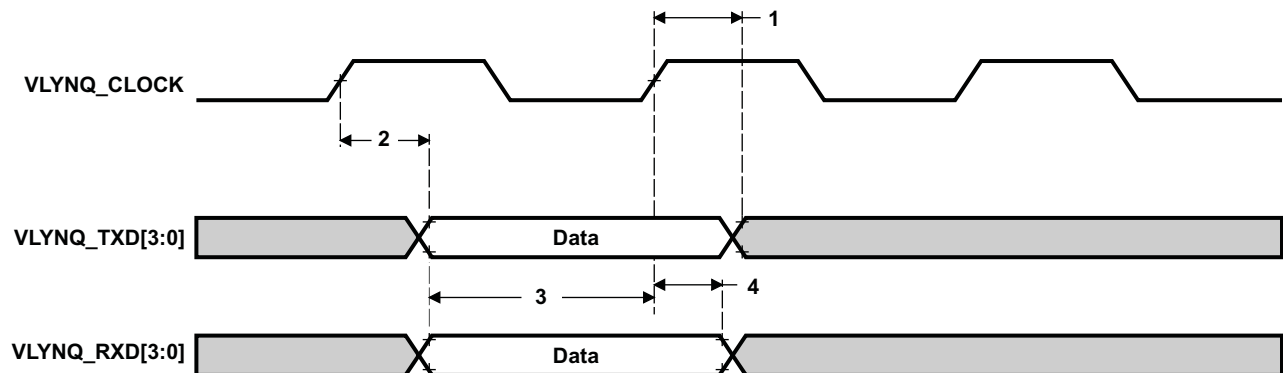 1
VLYNQ_CLOCK
2
VLYNQ_TXD[3:0]
Data
3
4
VLYNQ_RXD[3:0]
Data